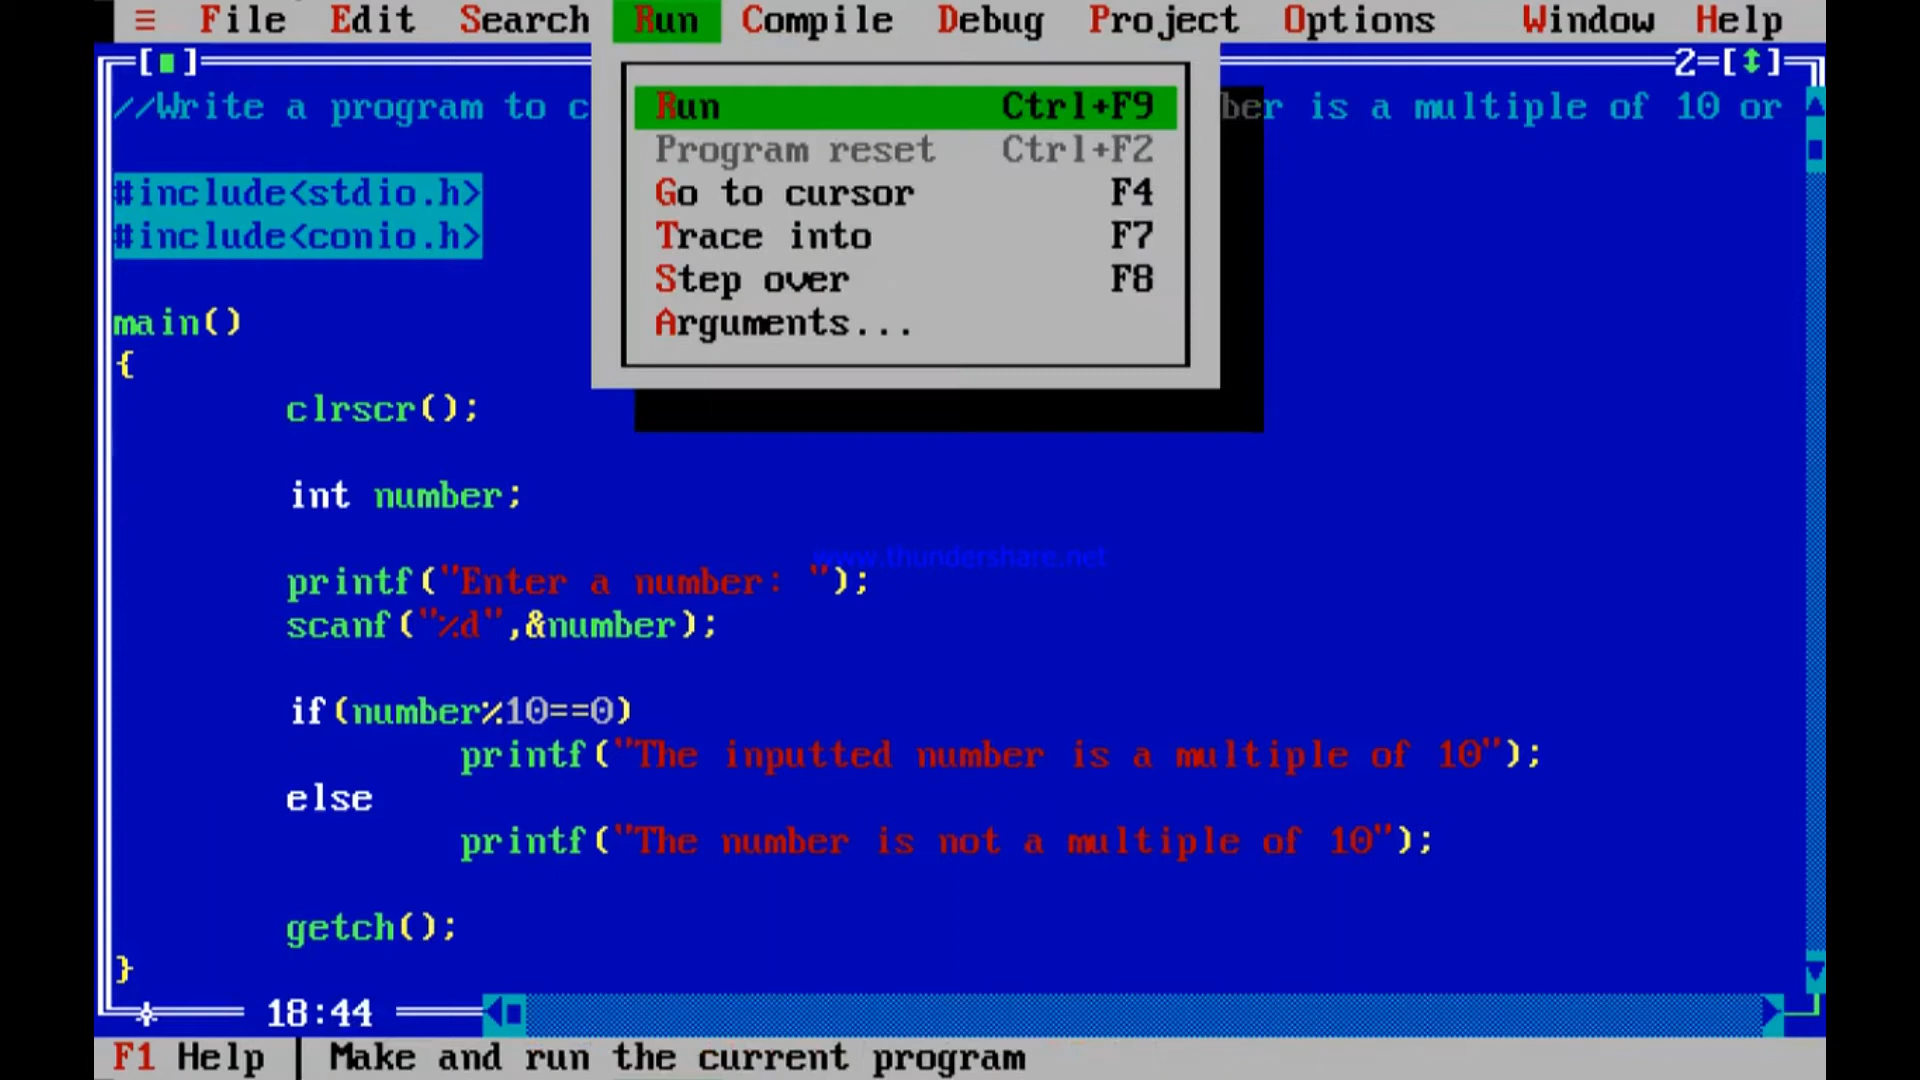 ≡ File Edit Search Run Compile Debug Project Options Window Help
[■] 2=[↕]
//Write a program to c ber is a multiple of 10 or
Run Ctrl+F9
Program reset Ctrl+F2
Go to cursor F4
Trace into F7
Step over F8
Arguments...
#include<stdio.h>
#include<conio.h>
main()
{
clrscr();
int number;
www.thundershare.net
printf("Enter a number: ");
scanf("%d",&number);
if(number%10==0)
printf("The inputted number is a multiple of 10");
else
printf("The number is not a multiple of 10");
getch();
}
18:44
F1 Help | Make and run the current program